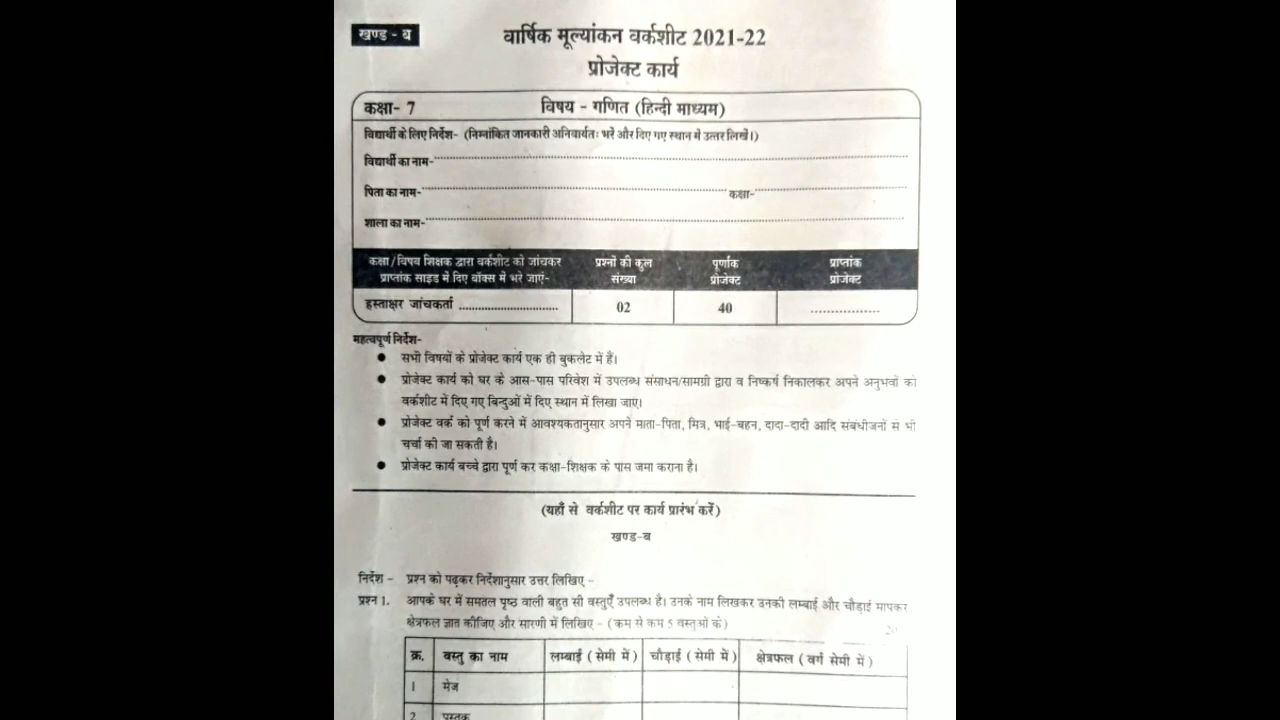 खण्ड - ब
वार्षिक मूल्यांकन वर्कशीट 2021-22
प्रोजेक्ट कार्य
कक्षा- 7 विषय - गणित (हिन्दी माध्यम)
विद्यार्थी के लिए निर्देश- (निम्नांकित जानकारी अनिवार्यतः भरें और दिए गए स्थान में उत्तर लिखें।)
विद्यार्थी का नाम-
पिता का नाम- कक्षा-
शाला का नाम-
कक्षा/विषय शिक्षक द्वारा वर्कशीट को जांचकर प्रश्नों की कुल पूर्णांक प्राप्तांक
प्राप्तांक साइड में दिए बॉक्स में भरे जाएं- संख्या प्रोजेक्ट प्रोजेक्ट
हस्ताक्षर जांचकर्ता .............................. 02 40 ..................
महत्वपूर्ण निर्देश-
● सभी विषयों के प्रोजेक्ट कार्य एक ही बुकलेट में हैं।
● प्रोजेक्ट कार्य को घर के आस-पास परिवेश में उपलब्ध संसाधन/सामग्री द्वारा व निष्कर्ष निकालकर अपने अनुभवों को
वर्कशीट में दिए गए बिन्दुओं में दिए स्थान में लिखा जाए।
● प्रोजेक्ट वर्क को पूर्ण करने में आवश्यकतानुसार अपने माता-पिता, मित्र, भाई-बहन, दादा-दादी आदि संबंधीजनों से भी
चर्चा की जा सकती है।
● प्रोजेक्ट कार्य बच्चे द्वारा पूर्ण कर कक्षा-शिक्षक के पास जमा कराना है।
(यहाँ से वर्कशीट पर कार्य प्रारंभ करें)
खण्ड-ब
निर्देश - प्रश्न को पढ़कर निर्देशानुसार उत्तर लिखिए -
प्रश्न 1. आपके घर में समतल पृष्ठ वाली बहुत सी वस्तुएँ उपलब्ध है। उनके नाम लिखकर उनकी लम्बाई और चौड़ाई मापकर
क्षेत्रफल ज्ञात कीजिए और सारणी में लिखिए - (कम से कम 5 वस्तुओं के)
क्र. वस्तु का नाम लम्बाई (सेमी में) चौड़ाई (सेमी में) क्षेत्रफल (वर्ग सेमी में)
1 मेज
2 पुस्तक